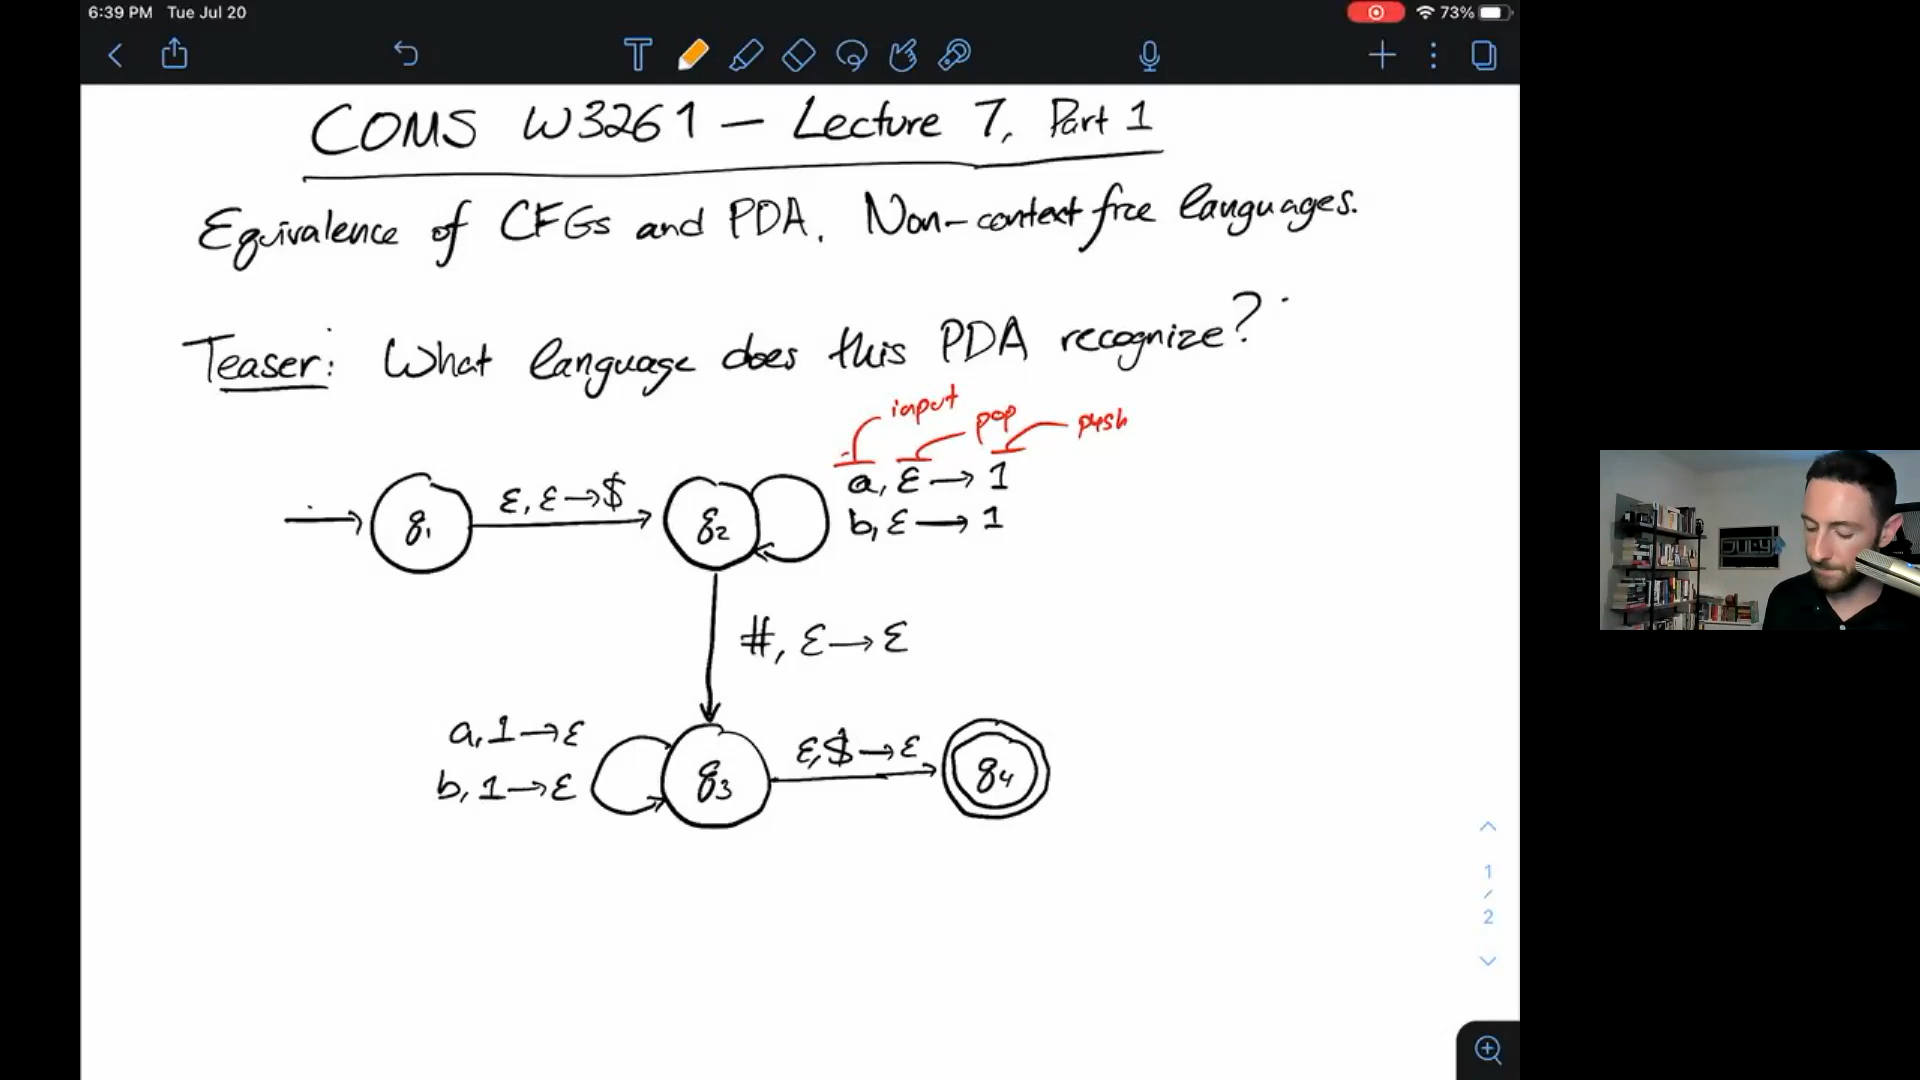 6:39 PM Tue Jul 20
73%
COMS W3261 – Lecture 7, Part 1
Equivalence of CFGs and PDA. Non-context free languages.
Teaser: What language does this PDA recognize?
input
pop
push
a, ε → 1
b, ε → 1
q1
ε, ε → $
q2
#, ε → ε
a, 1 → ε
b, 1 → ε
q3
ε, $ → ε
q4
1
/
2